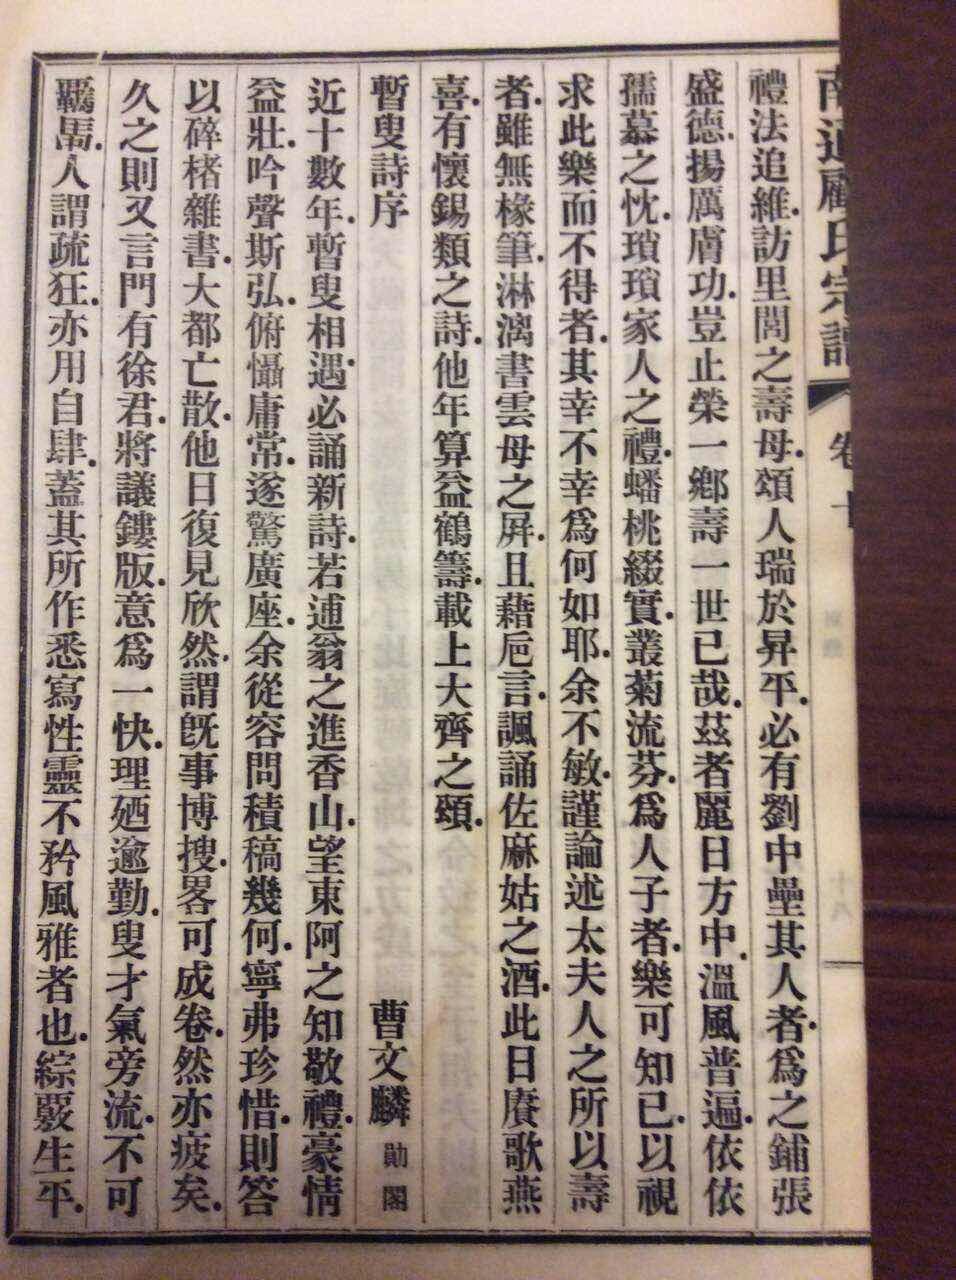 南通顧氏宗譜 卷十
禮法追維訪里閭之壽母頌人瑞於昇平必有劉中壘其人者爲之鋪張
盛德揚厲膚功豈止榮一鄉壽一世已哉茲者麗日方中溫風普遍依依
孺慕之忱瑣瑣家人之禮蟠桃綴實叢菊流芬爲人子者樂可知已以視
求此樂而不得者其幸不幸爲何如耶余不敏謹論述太夫人之所以壽
者雖無椽筆淋漓書雲母之屏且藉巵言諷誦佐麻姑之酒此日賡歌燕
喜有懷錫類之詩他年算益鶴籌載上大齊之頌
暫叟詩序 曹文麟 勛閣
近十數年暫叟相遇必誦新詩若逋翁之進香山望東阿之知敬禮豪情
益壯吟聲斯弘俯懾庸常遂驚廣座余從容問積稿幾何寧弗珍惜則答
以碎楮雜書大都亡散他日復見欣然謂旣事博搜畧可成卷然亦疲矣
久之則又言門有徐君將議鏤版意爲一快理廼逾勤叟才氣旁流不可
羈馬人謂疏狂亦用自肆蓋其所作悉寫性靈不矜風雅者也綜覈生平